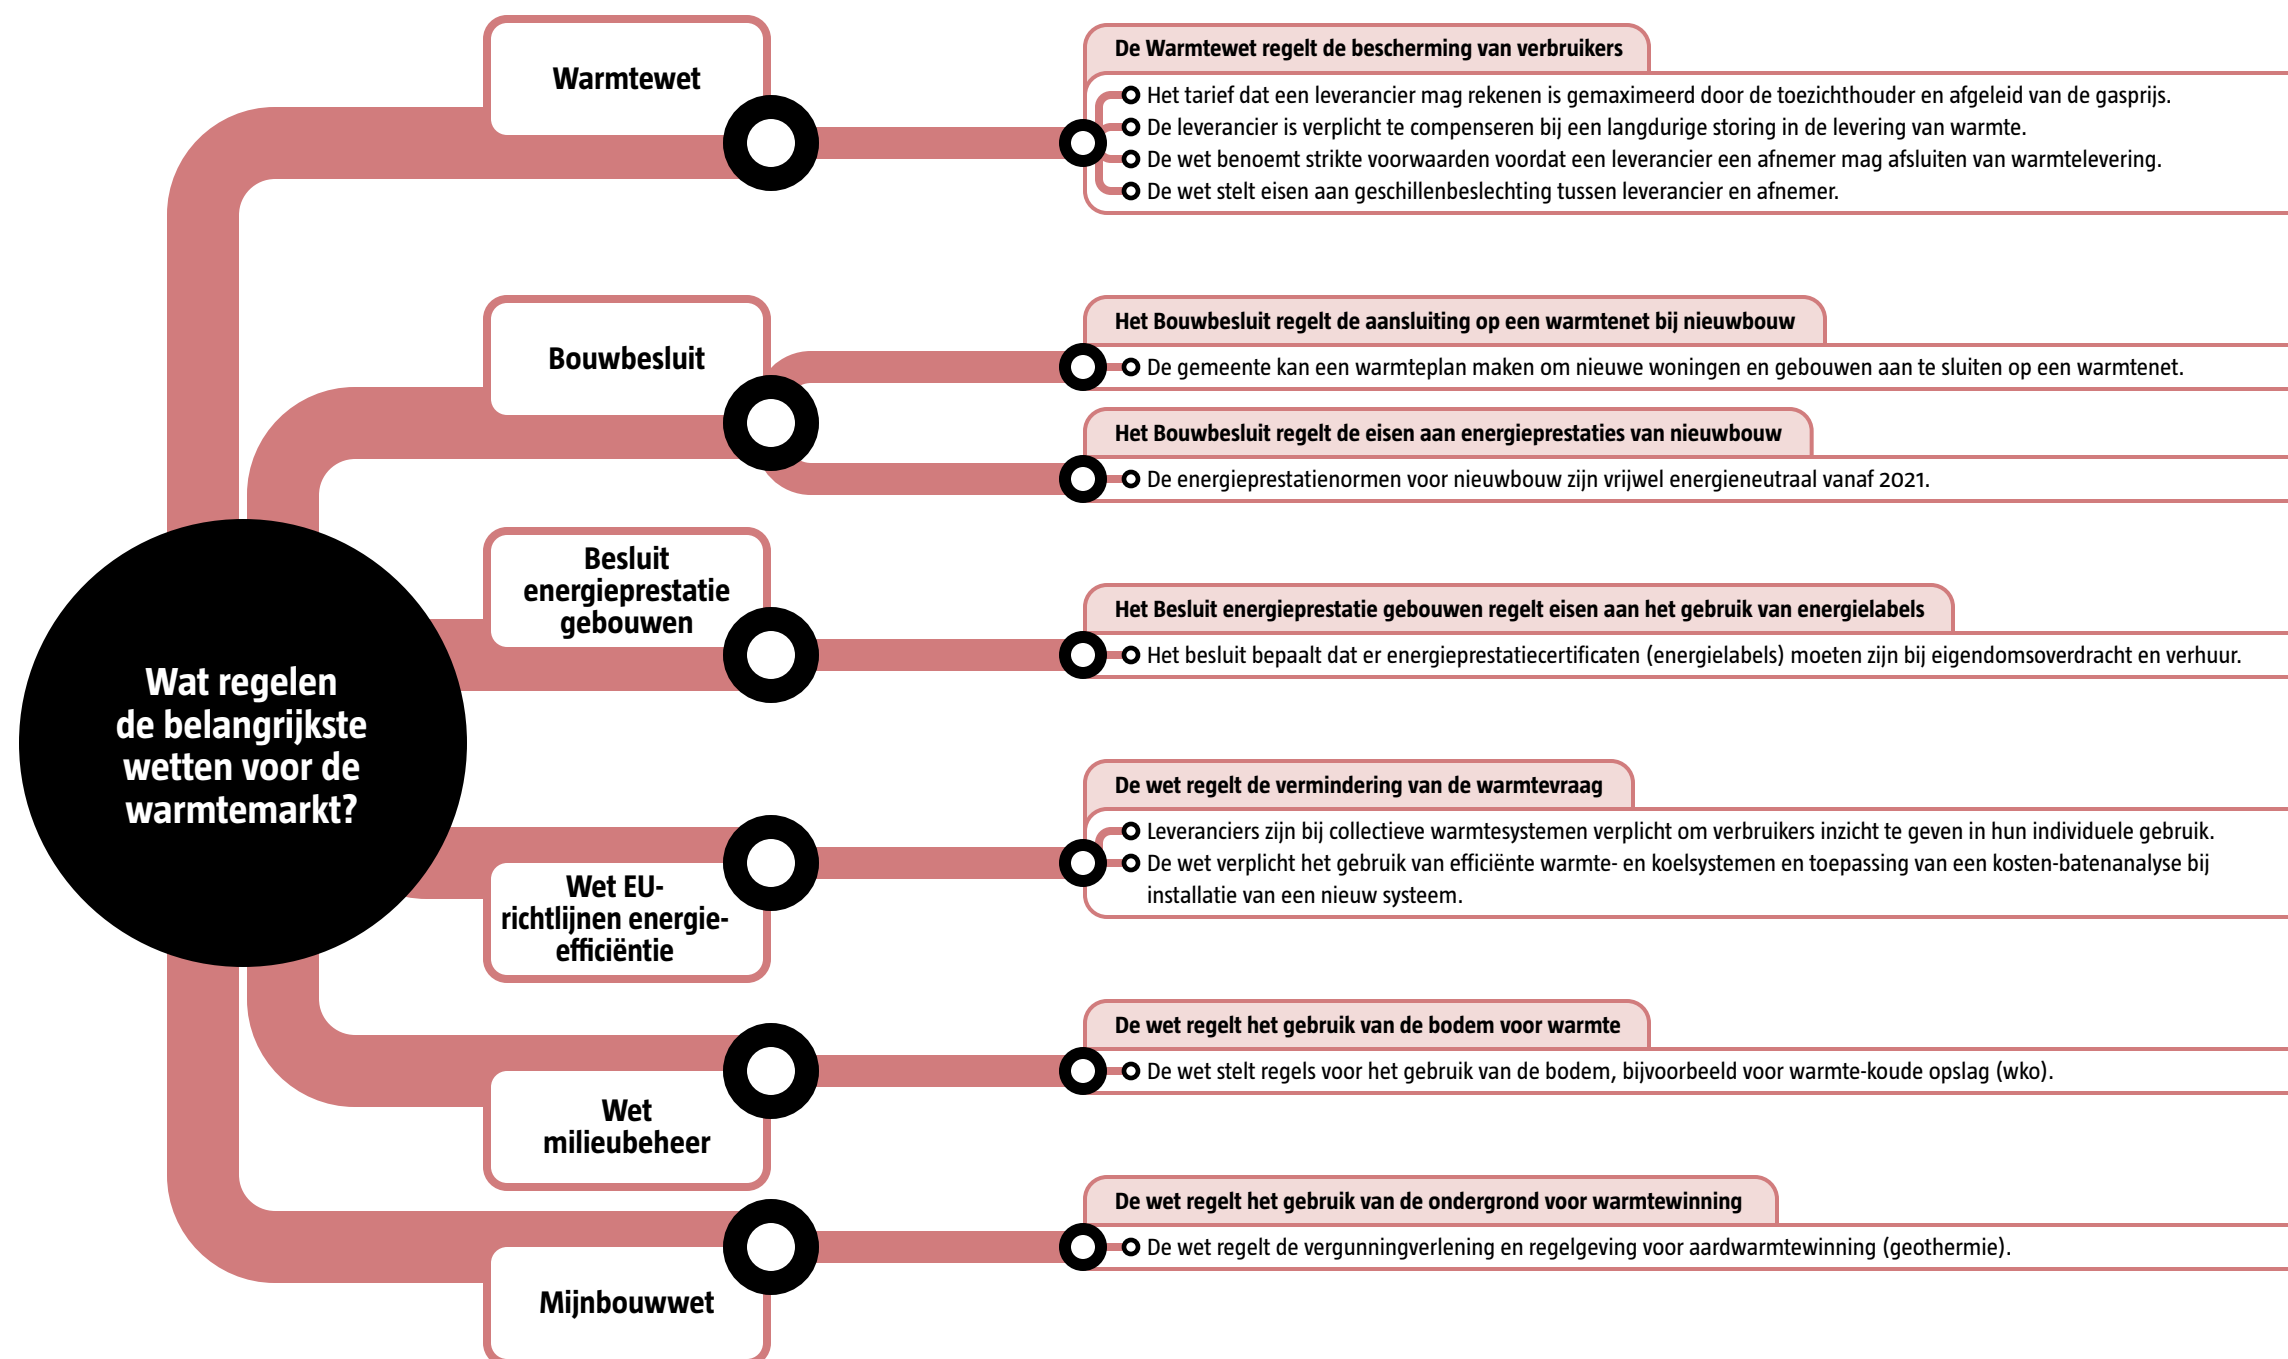 Wat regelen
de belangrijkste
wetten voor de
warmtemarkt?
Warmtewet
De Warmtewet regelt de bescherming van verbruikers
Het tarief dat een leverancier mag rekenen is gemaximeerd door de toezichthouder en afgeleid van de gasprijs.
De leverancier is verplicht te compenseren bij een langdurige storing in de levering van warmte.
De wet benoemt strikte voorwaarden voordat een leverancier een afnemer mag afsluiten van warmtelevering.
De wet stelt eisen aan geschillenbeslechting tussen leverancier en afnemer.
Bouwbesluit
Het Bouwbesluit regelt de aansluiting op een warmtenet bij nieuwbouw
De gemeente kan een warmteplan maken om nieuwe woningen en gebouwen aan te sluiten op een warmtenet.
Het Bouwbesluit regelt de eisen aan energieprestaties van nieuwbouw
De energieprestatienormen voor nieuwbouw zijn vrijwel energieneutraal vanaf 2021.
Besluit
energieprestatie
gebouwen
Het Besluit energieprestatie gebouwen regelt eisen aan het gebruik van energielabels
Het besluit bepaalt dat er energieprestatiecertificaten (energielabels) moeten zijn bij eigendomsoverdracht en verhuur.
Wet EU-
richtlijnen energie-
efficiëntie
De wet regelt de vermindering van de warmtevraag
Leveranciers zijn bij collectieve warmtesystemen verplicht om verbruikers inzicht te geven in hun individuele gebruik.
De wet verplicht het gebruik van efficiënte warmte- en koelsystemen en toepassing van een kosten-batenanalyse bij
installatie van een nieuw systeem.
Wet
milieubeheer
De wet regelt het gebruik van de bodem voor warmte
De wet stelt regels voor het gebruik van de bodem, bijvoorbeeld voor warmte-koude opslag (wko).
Mijnbouwwet
De wet regelt het gebruik van de ondergrond voor warmtewinning
De wet regelt de vergunningverlening en regelgeving voor aardwarmtewinning (geothermie).